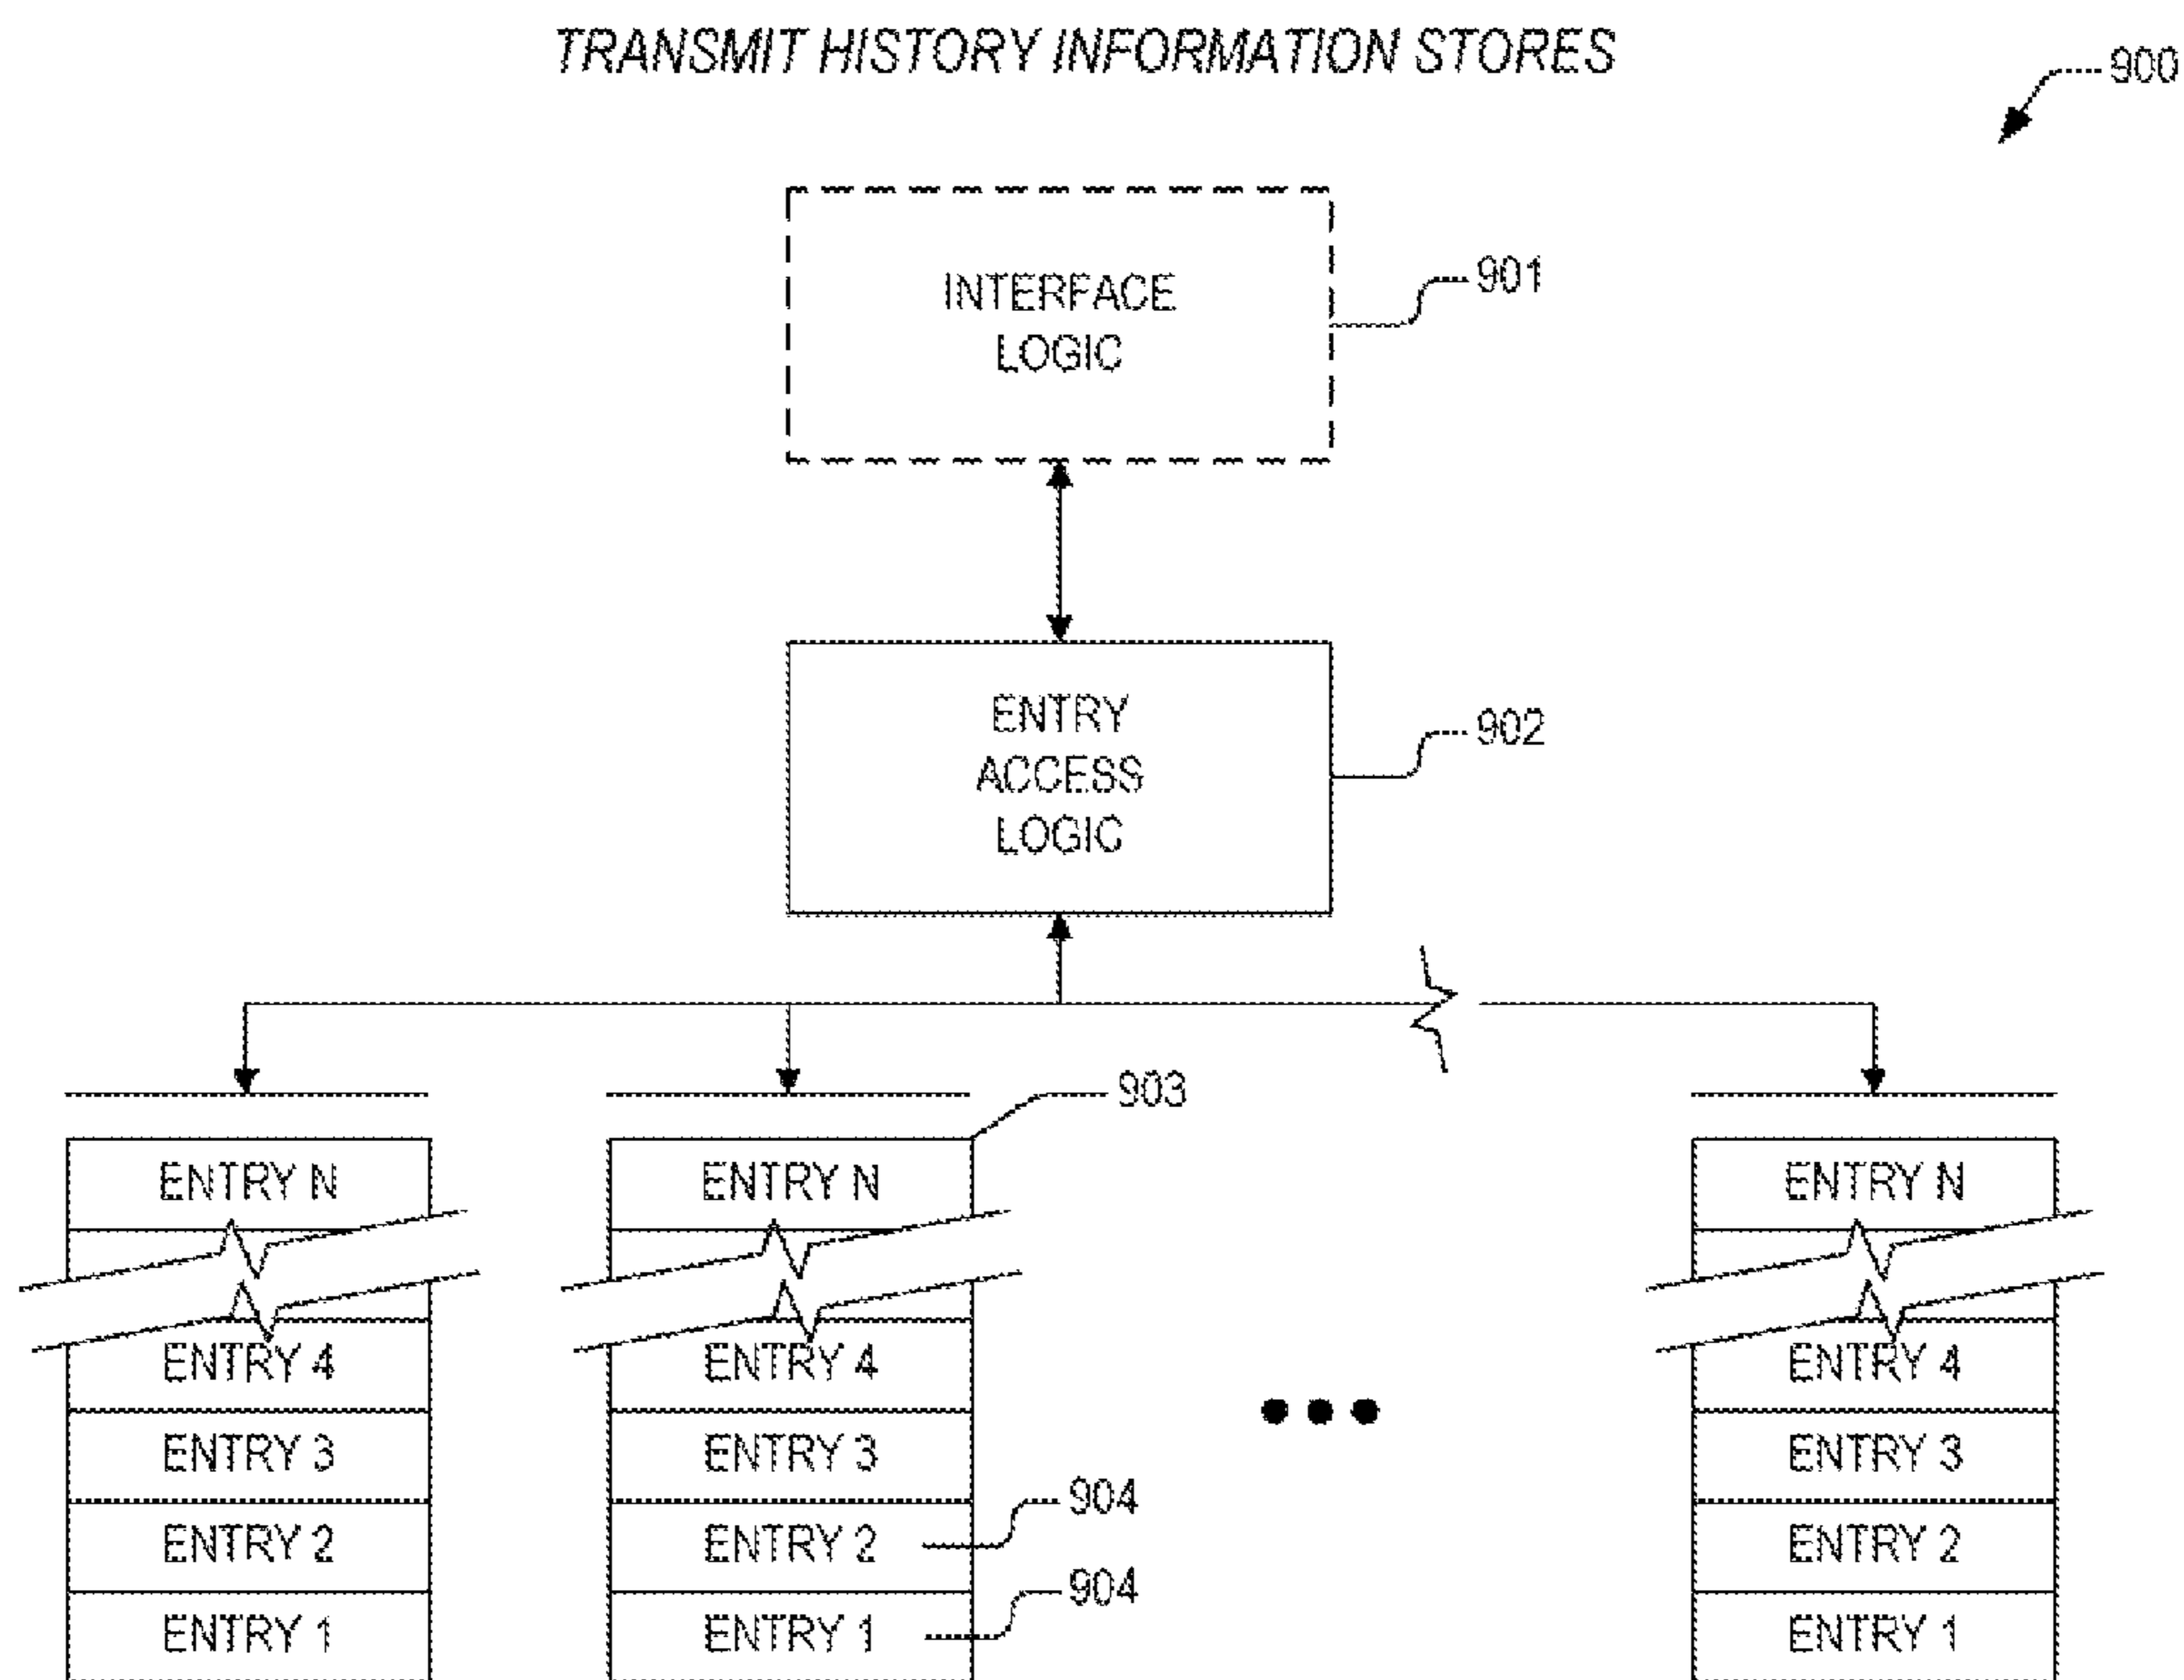 TRANSMIT HISTORY INFORMATION STORES
900
INTERFACE
LOGIC
901
ENTRY
ACCESS
LOGIC
902
903
ENTRY N ENTRY N ENTRY N
ENTRY 4 ENTRY 4 ENTRY 4
ENTRY 3 ENTRY 3 ENTRY 3
904
ENTRY 2 ENTRY 2 ENTRY 2
904
ENTRY 1 ENTRY 1 ENTRY 1